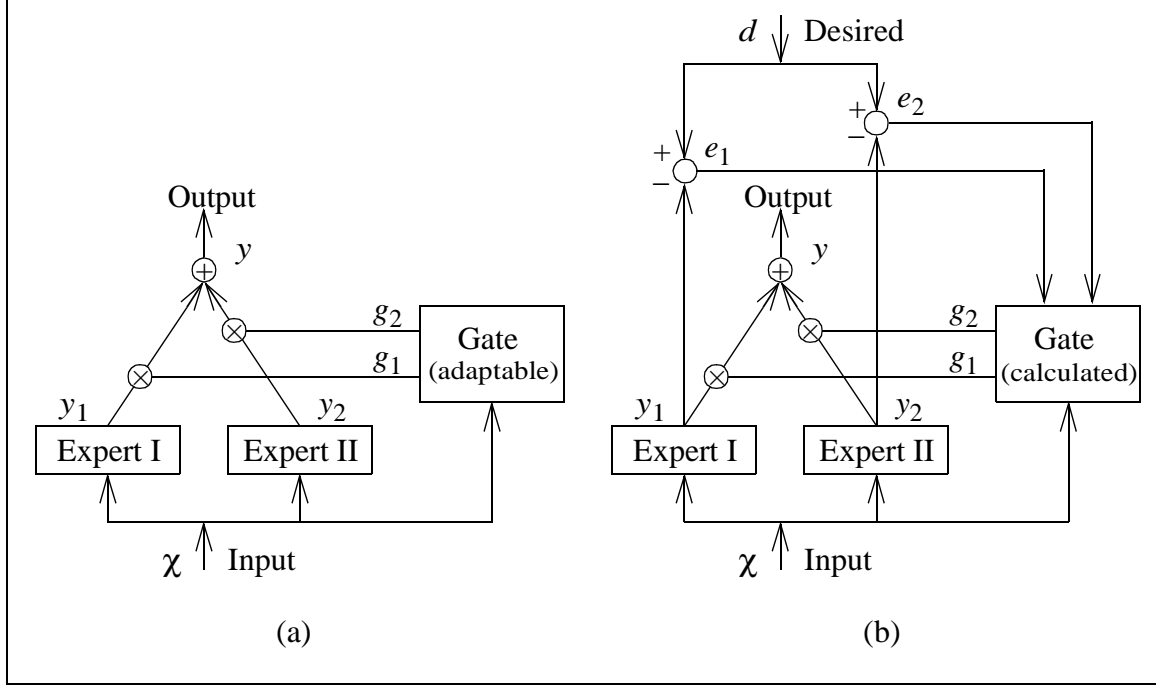 Output
y
+
×
×
g2
g1
Gate
(adaptable)
y1
y2
Expert I
Expert II
χ Input
(a)
d Desired
+
−
e2
+
−
e1
Output
y
+
×
×
g2
g1
Gate
(calculated)
y1
y2
Expert I
Expert II
χ Input
(b)